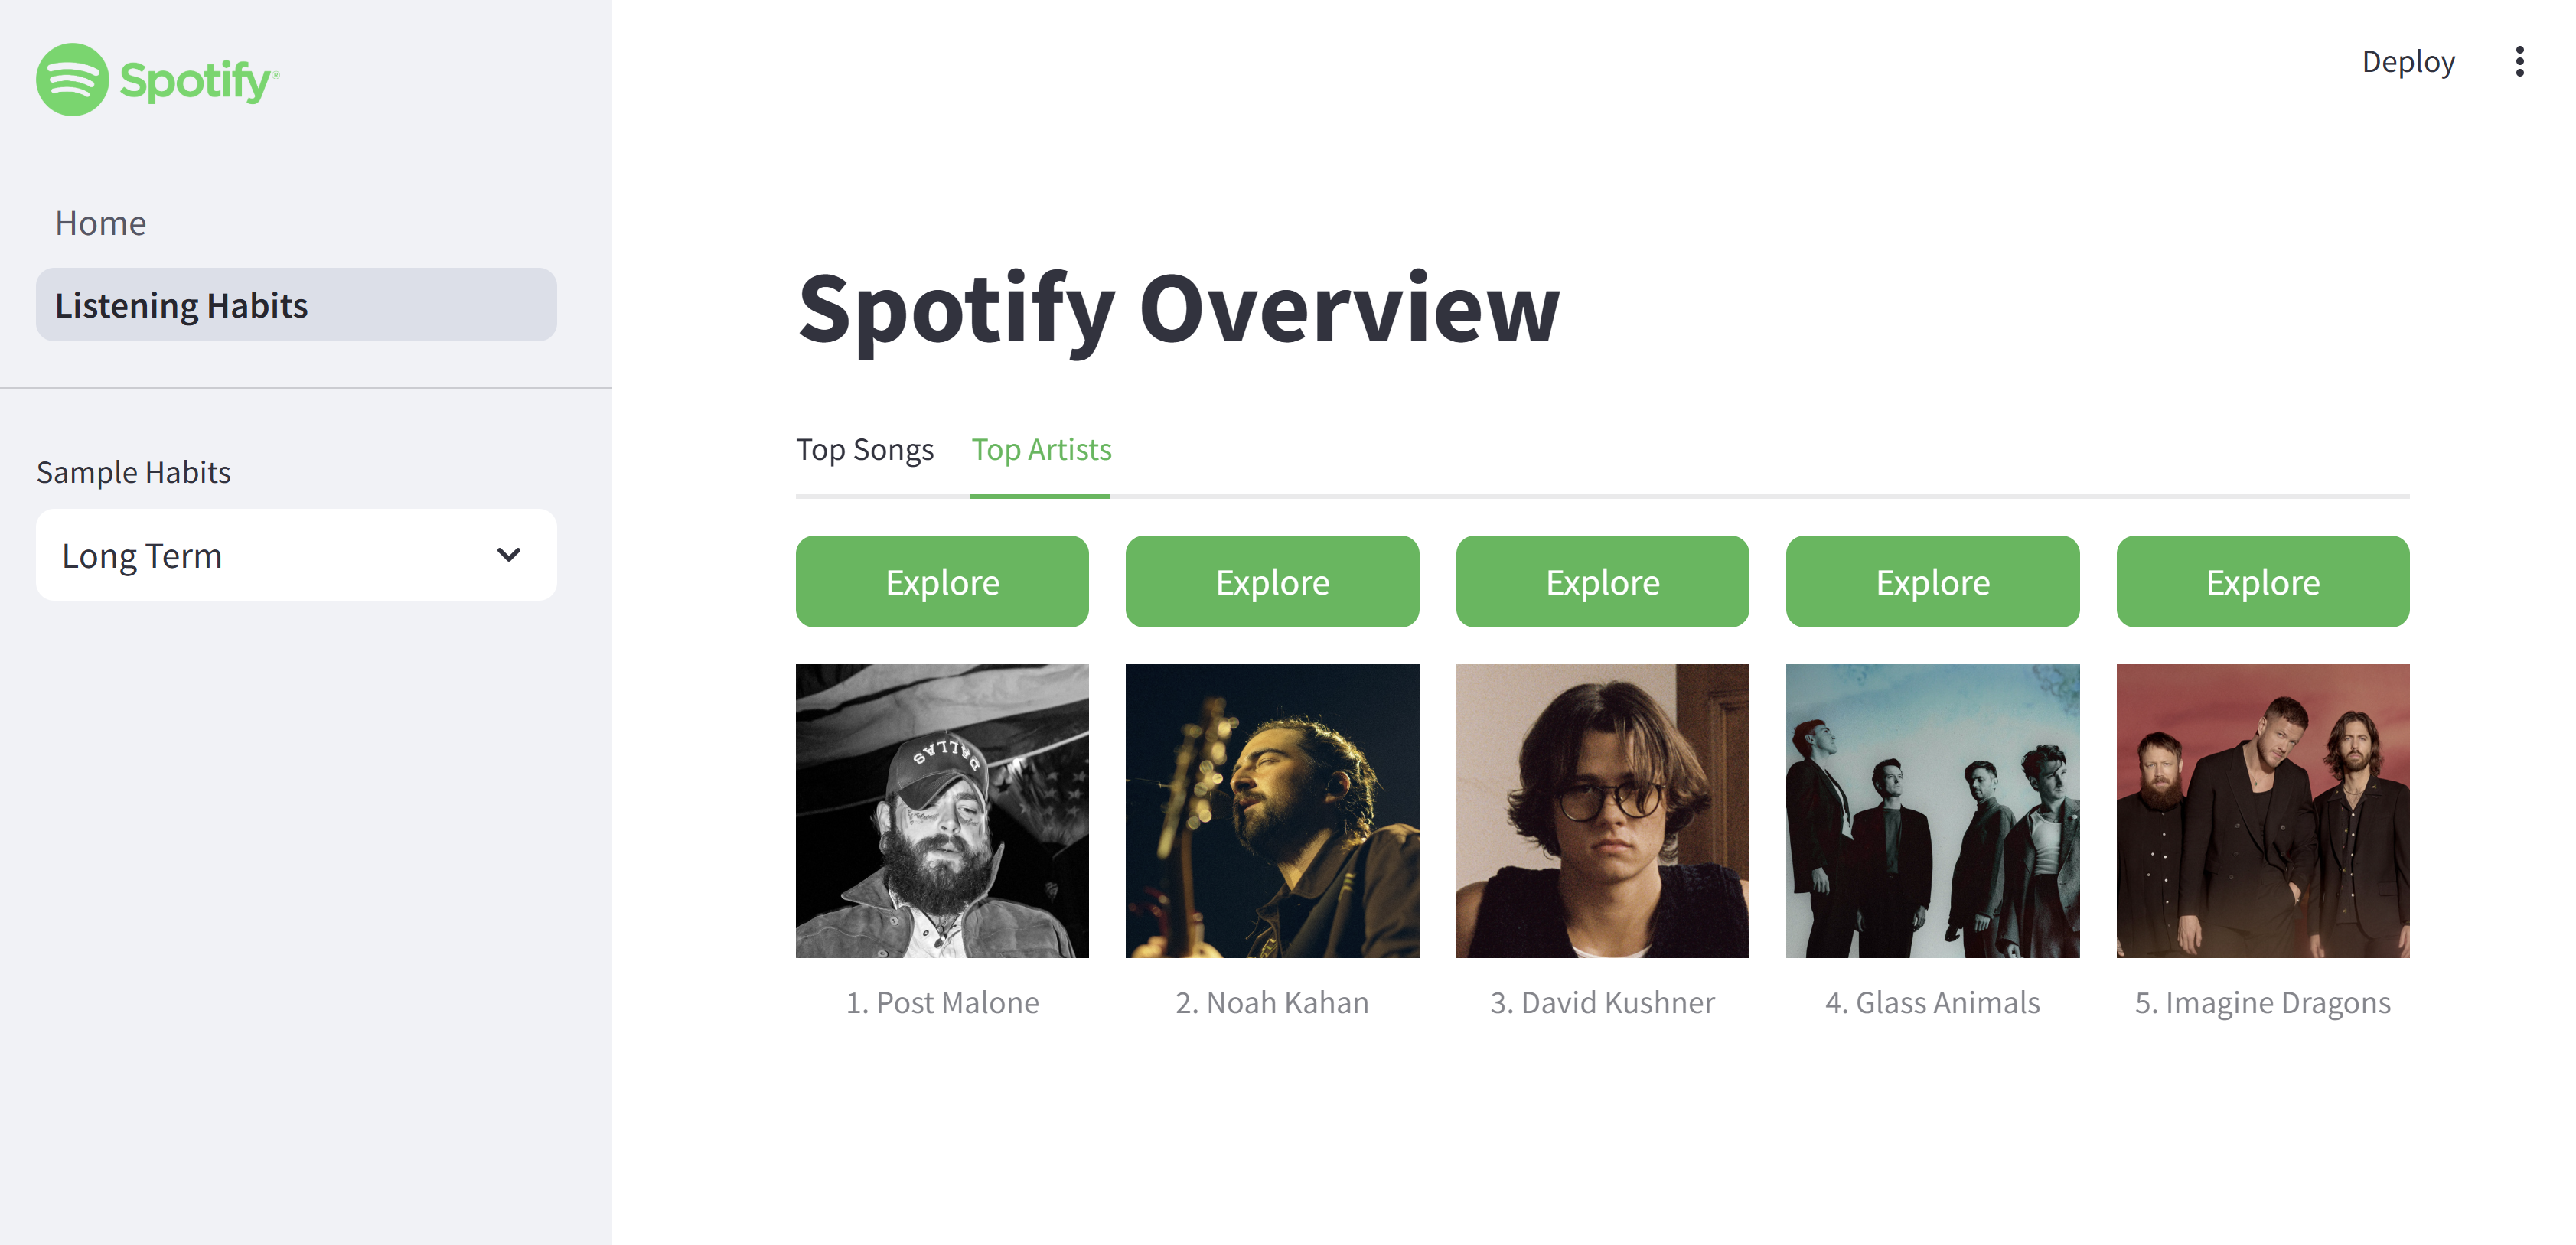 Spotify®
Home
Listening Habits
Sample Habits
Long Term
Deploy
Spotify Overview
Top Songs Top Artists
Explore Explore Explore Explore Explore
DALLAS
1. Post Malone 2. Noah Kahan 3. David Kushner 4. Glass Animals 5. Imagine Dragons